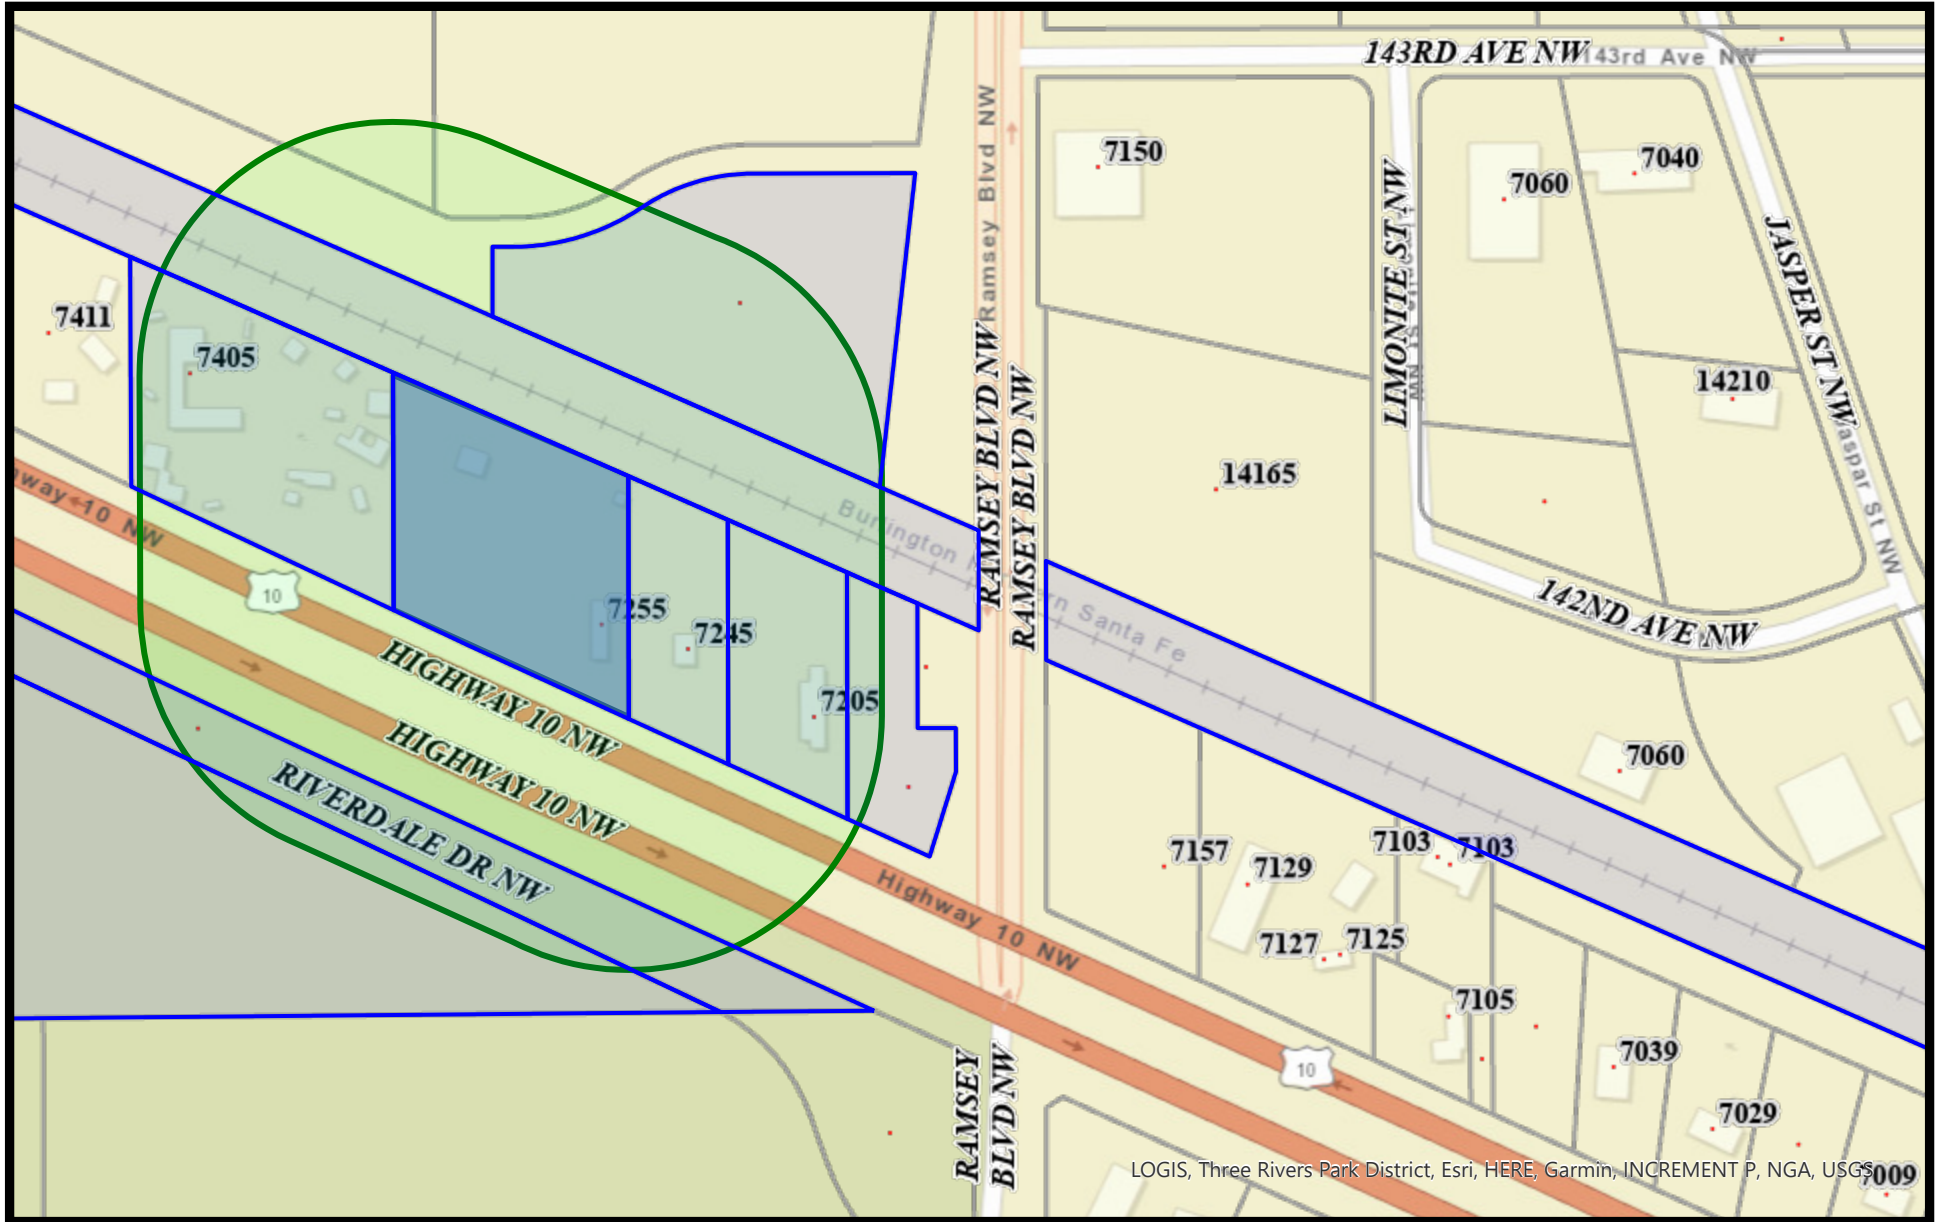 143RD AVE NW
143rd Ave NW
Ramsey Blvd NW
7150
7040
7060
LIMONITE ST NW
JASPER ST NW
7411
7405
14210
Jaspar St NW
RAMSEY BLVD NW
RAMSEY BLVD NW
14165
10 NW
Burlington
rn Santa Fe
10
7255
7245
142ND AVE NW
HIGHWAY 10 NW
7205
HIGHWAY 10 NW
7060
RIVERDALE DR NW
7157
7129
7103
7103
Highway 10 NW
7127
7125
7105
RAMSEY
BLVD NW
10
7039
7029
LOGIS, Three Rivers Park District, Esri, HERE, Garmin, INCREMENT P, NGA, USGS
7009